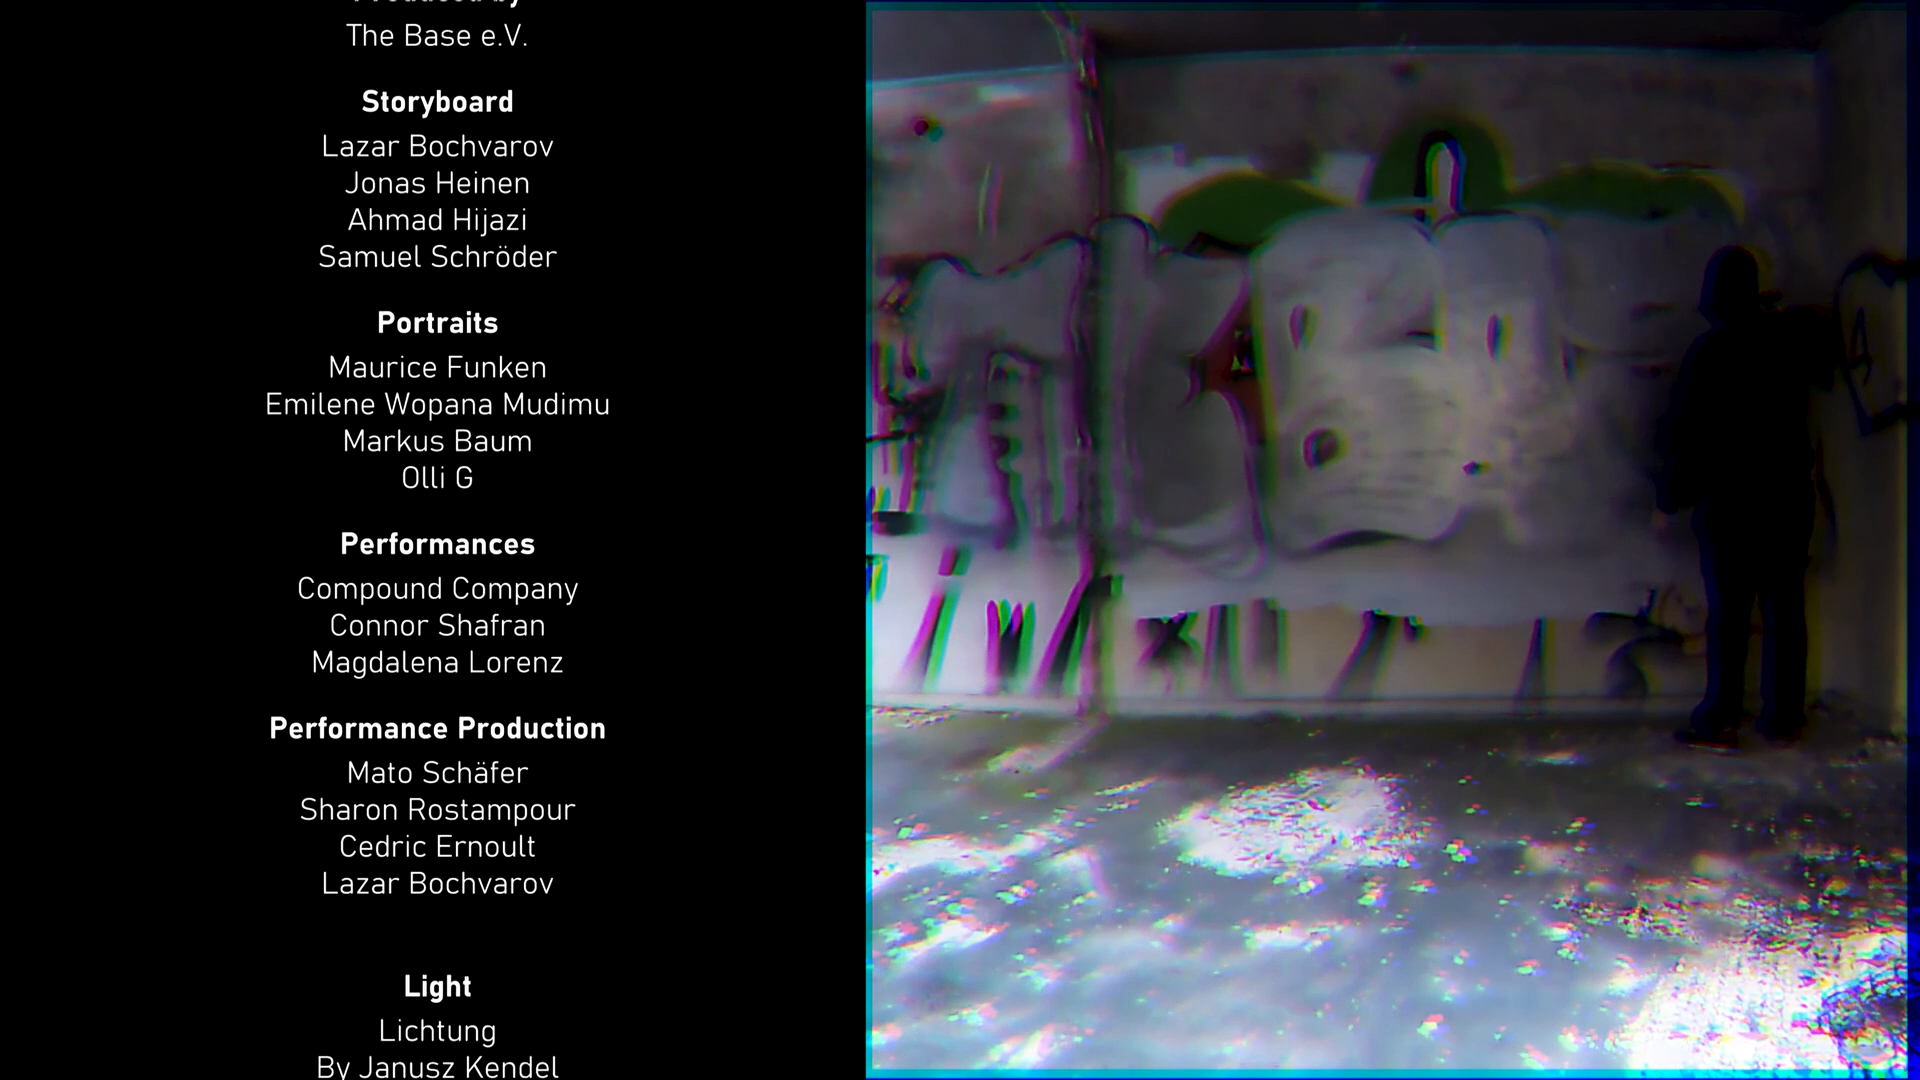 Produced by
The Base e.V.
Storyboard
Lazar Bochvarov
Jonas Heinen
Ahmad Hijazi
Samuel Schröder
Portraits
Maurice Funken
Emilene Wopana Mudimu
Markus Baum
Olli G
Performances
Compound Company
Connor Shafran
Magdalena Lorenz
Performance Production
Mato Schäfer
Sharon Rostampour
Cedric Ernoult
Lazar Bochvarov
Light
Lichtung
By Janusz Kendel